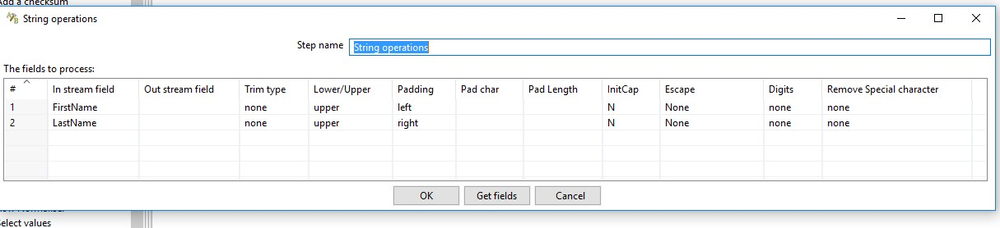 Add a checksum
String operations
Step name String operations
The fields to process:
# In stream field Out stream field Trim type Lower/Upper Padding Pad char Pad Length InitCap Escape Digits Remove Special character
1 FirstName none upper left N None none none
2 LastName none upper right N None none none
OK Get fields Cancel
Select values